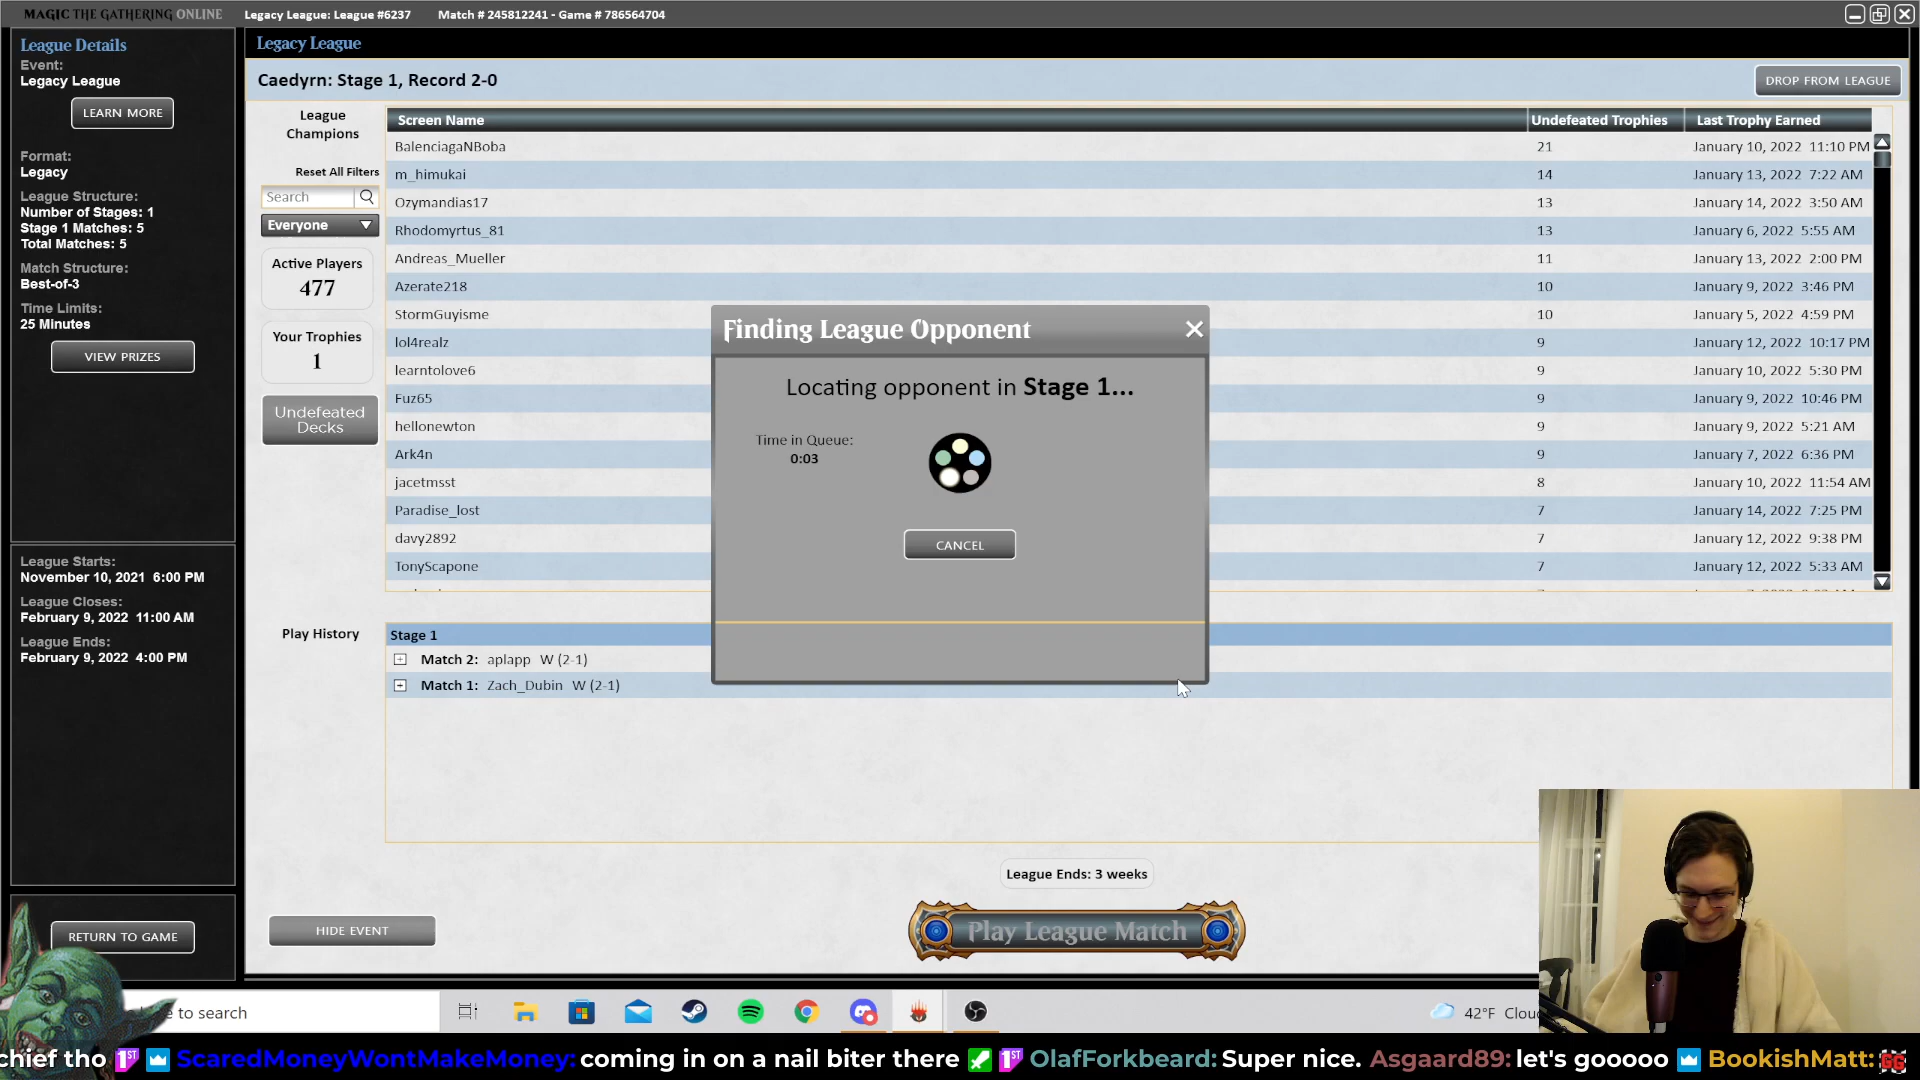 MAGIC THE GATHERING ONLINE Legacy League: League #6237 Match # 245812241 - Game # 786564704
League Details
Event:
Legacy League
LEARN MORE
Format:
Legacy
League Structure:
Number of Stages: 1
Stage 1 Matches: 5
Total Matches: 5
Match Structure:
Best-of-3
Time Limits:
25 Minutes
VIEW PRIZES
League Starts:
November 10, 2021 6:00 PM
League Closes:
February 9, 2022 11:00 AM
League Ends:
February 9, 2022 4:00 PM
RETURN TO GAME
Legacy League
Caedyrn: Stage 1, Record 2-0
DROP FROM LEAGUE
League
Champions
Reset All Filters
Search
Everyone
Active Players
477
Your Trophies
1
Undefeated
Decks
Screen Name Undefeated Trophies Last Trophy Earned
BalenciagaNBoba 21 January 10, 2022 11:10 PM
m_himukai 14 January 13, 2022 7:22 AM
Ozymandias17 13 January 14, 2022 3:50 AM
Rhodomyrtus_81 13 January 6, 2022 5:55 AM
Andreas_Mueller 11 January 13, 2022 2:00 PM
Azerate218 10 January 9, 2022 3:46 PM
StormGuyisme 10 January 5, 2022 4:59 PM
lol4realz 9 January 12, 2022 10:17 PM
learntolove6 9 January 10, 2022 5:30 PM
Fuz65 9 January 9, 2022 10:46 PM
hellonewton 9 January 9, 2022 5:21 AM
Ark4n 9 January 7, 2022 6:36 PM
jacetmsst 8 January 10, 2022 11:54 AM
Paradise_lost 7 January 14, 2022 7:25 PM
davy2892 7 January 12, 2022 9:38 PM
TonyScapone 7 January 12, 2022 5:33 AM
Finding League Opponent
Locating opponent in Stage 1...
Time in Queue:
0:03
CANCEL
Play History
Stage 1
Match 2: aplapp W (2-1)
Match 1: Zach_Dubin W (2-1)
League Ends: 3 weeks
HIDE EVENT
Play League Match
to search
42°F
chief tho 1ST ScaredMoneyWontMakeMoney: coming in on a nail biter there 1ST OlafForkbeard: Super nice. Asgaard89: let's gooooo BookishMatt: GG